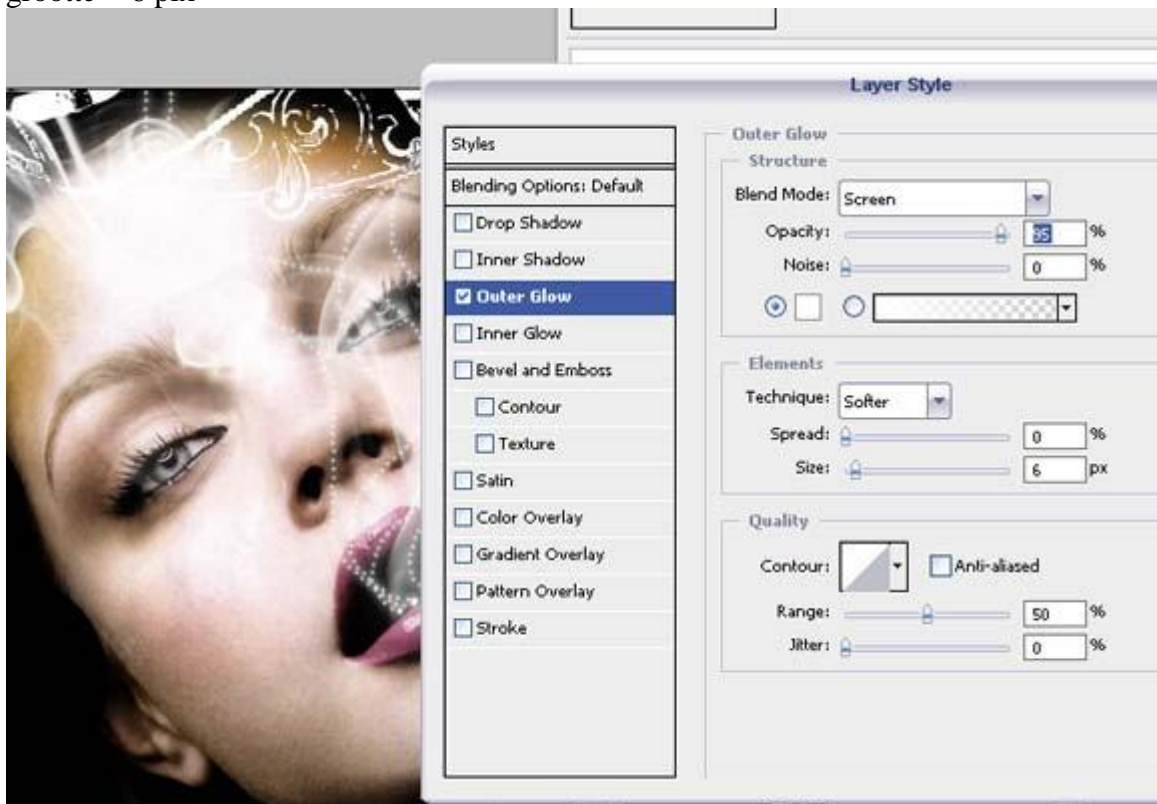 Layer Style
Styles
Blending Options: Default
Drop Shadow
Inner Shadow
Outer Glow
Inner Glow
Bevel and Emboss
Contour
Texture
Satin
Color Overlay
Gradient Overlay
Pattern Overlay
Stroke
Outer Glow
Structure
Blend Mode: Screen
Opacity: 95 %
Noise: 0 %
Elements
Technique: Softer
Spread: 0 %
Size: 6 px
Quality
Contour: Anti-aliased
Range: 50 %
Jitter: 0 %